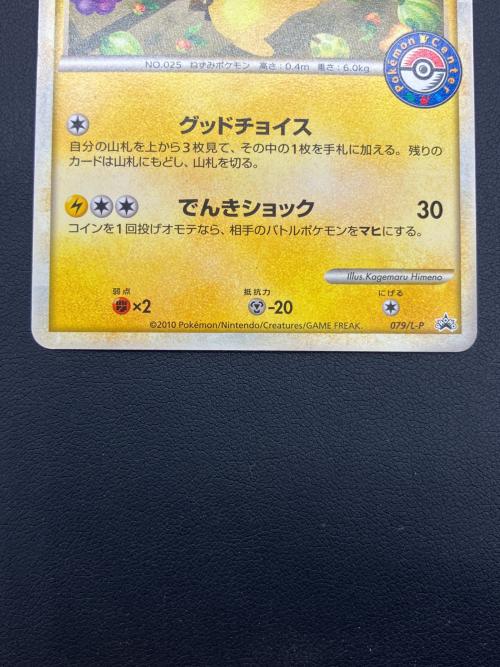 NO.025 ねずみポケモン 高さ:0.4m 重さ:6.0kg
Pokémon Center
グッドチョイス
自分の山札を上から3枚見て、その中の1枚を手札に加える。残りの
カードは山札にもどし、山札を切る。
でんきショック 30
コインを1回投げオモテなら、相手のバトルポケモンをマヒにする。
Illus.Kagemaru Himeno
弱点 抵抗力 にげる
×2 -20
©2010 Pokémon/Nintendo/Creatures/GAME FREAK. 079/L-P